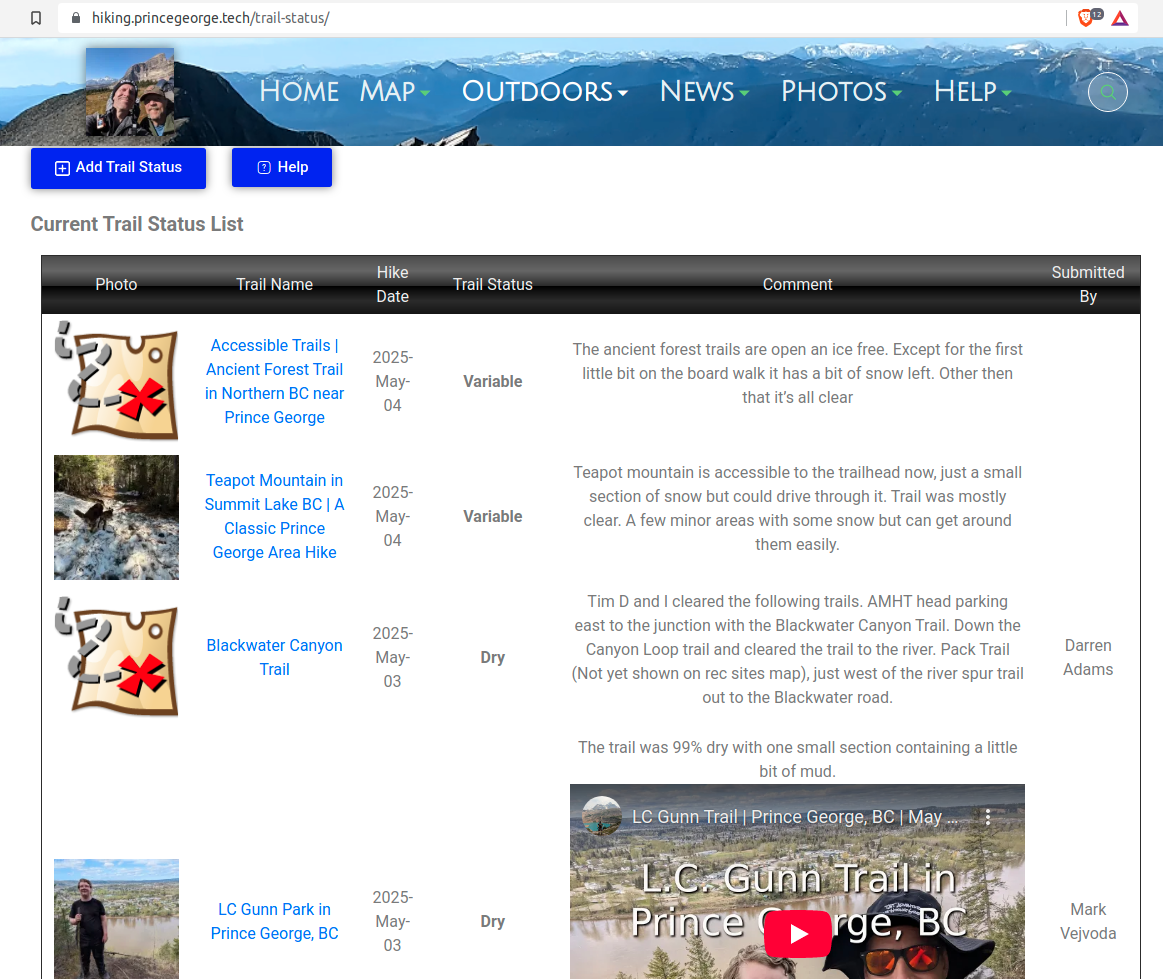 hiking.princegeorge.tech/trail-status/
12
HOME MAP OUTDOORS NEWS PHOTOS HELP
Add Trail Status
Help
Current Trail Status List
Photo
Trail Name
Hike
Date
Trail Status
Comment
Submitted
By
Accessible Trails |
Ancient Forest Trail
in Northern BC near
Prince George
2025-
May-
04
Variable
The ancient forest trails are open an ice free. Except for the first
little bit on the board walk it has a bit of snow left. Other then
that it’s all clear
Teapot Mountain in
Summit Lake BC | A
Classic Prince
George Area Hike
2025-
May-
04
Variable
Teapot mountain is accessible to the trailhead now, just a small
section of snow but could drive through it. Trail was mostly
clear. A few minor areas with some snow but can get around
them easily.
Blackwater Canyon
Trail
2025-
May-
03
Dry
Tim D and I cleared the following trails. AMHT head parking
east to the junction with the Blackwater Canyon Trail. Down the
Canyon Loop trail and cleared the trail to the river. Pack Trail
(Not yet shown on rec sites map), just west of the river spur trail
out to the Blackwater road.
Darren
Adams
LC Gunn Park in
Prince George, BC
2025-
May-
03
Dry
The trail was 99% dry with one small section containing a little
bit of mud.
LC Gunn Trail | Prince George, BC | May ...
L.C. Gunn Trail in
Prince George, BC
Mark
Vejvoda